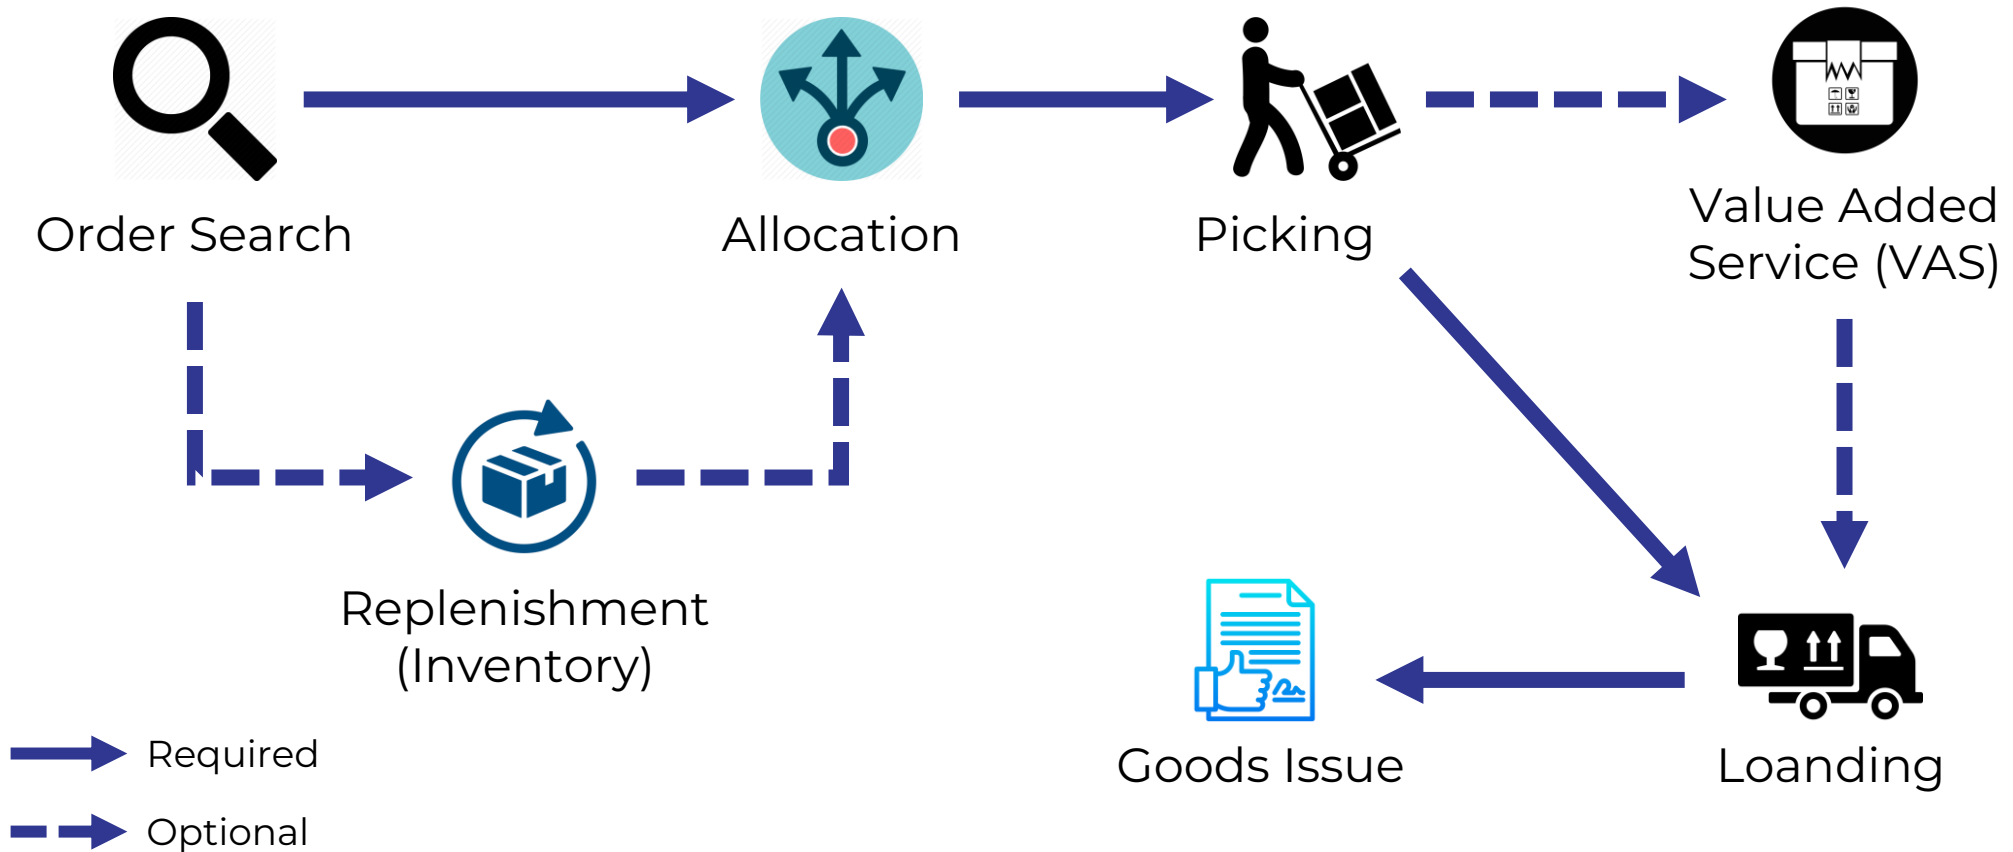 Order Search
Allocation
Picking
Value Added
Service (VAS)
Replenishment
(Inventory)
Goods Issue
Loanding
Required
Optional